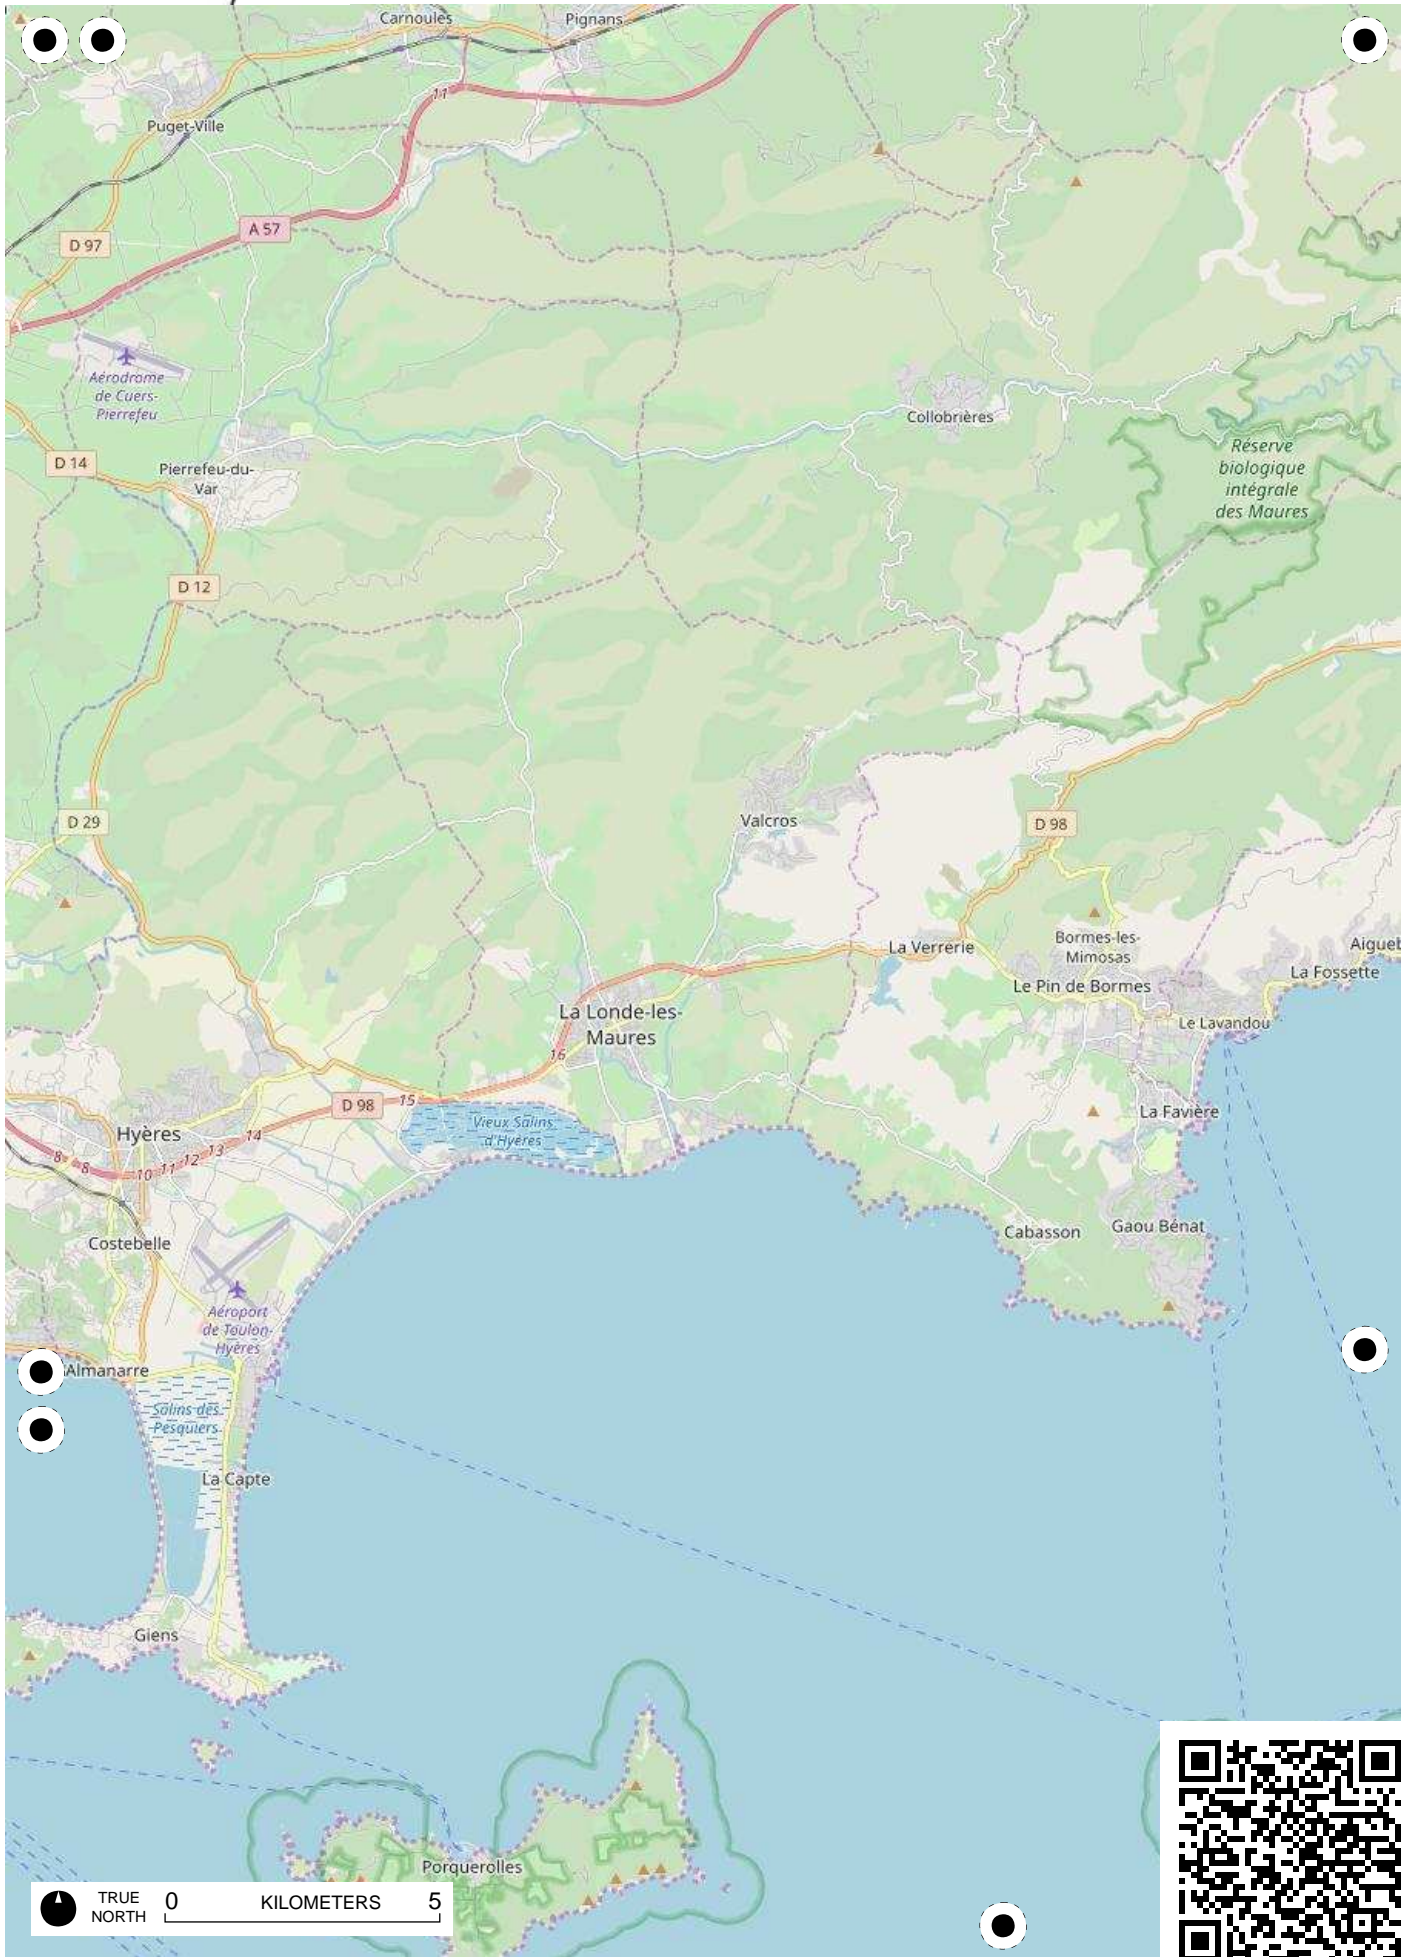 Carnoules
Pignans
11
Puget-Ville
A 57
D 97
Aérodrome
de Cuers-
Pierrefeu
Collobrières
D 14
Pierrefeu-du-
Var
Réserve
biologique
intégrale
des Maures
D 12
D 29
Valcros
D 98
La Verrerie
Bormes-les-
Mimosas
Aigueb
La Fossette
Le Pin de Bormes
La Londe-les-
Maures
Le Lavandou
16
D 98
15
La Favière
Vieux Salins
d'Hyères
Hyères
14
13
12
11
10
8
8
Costebelle
Cabasson
Gaou Bénat
Aéroport
de Toulon-
Hyères
Almanarre
Salins des
Pesquiers
La Capte
Giens
Porquerolles
TRUE
NORTH
0 KILOMETERS 5